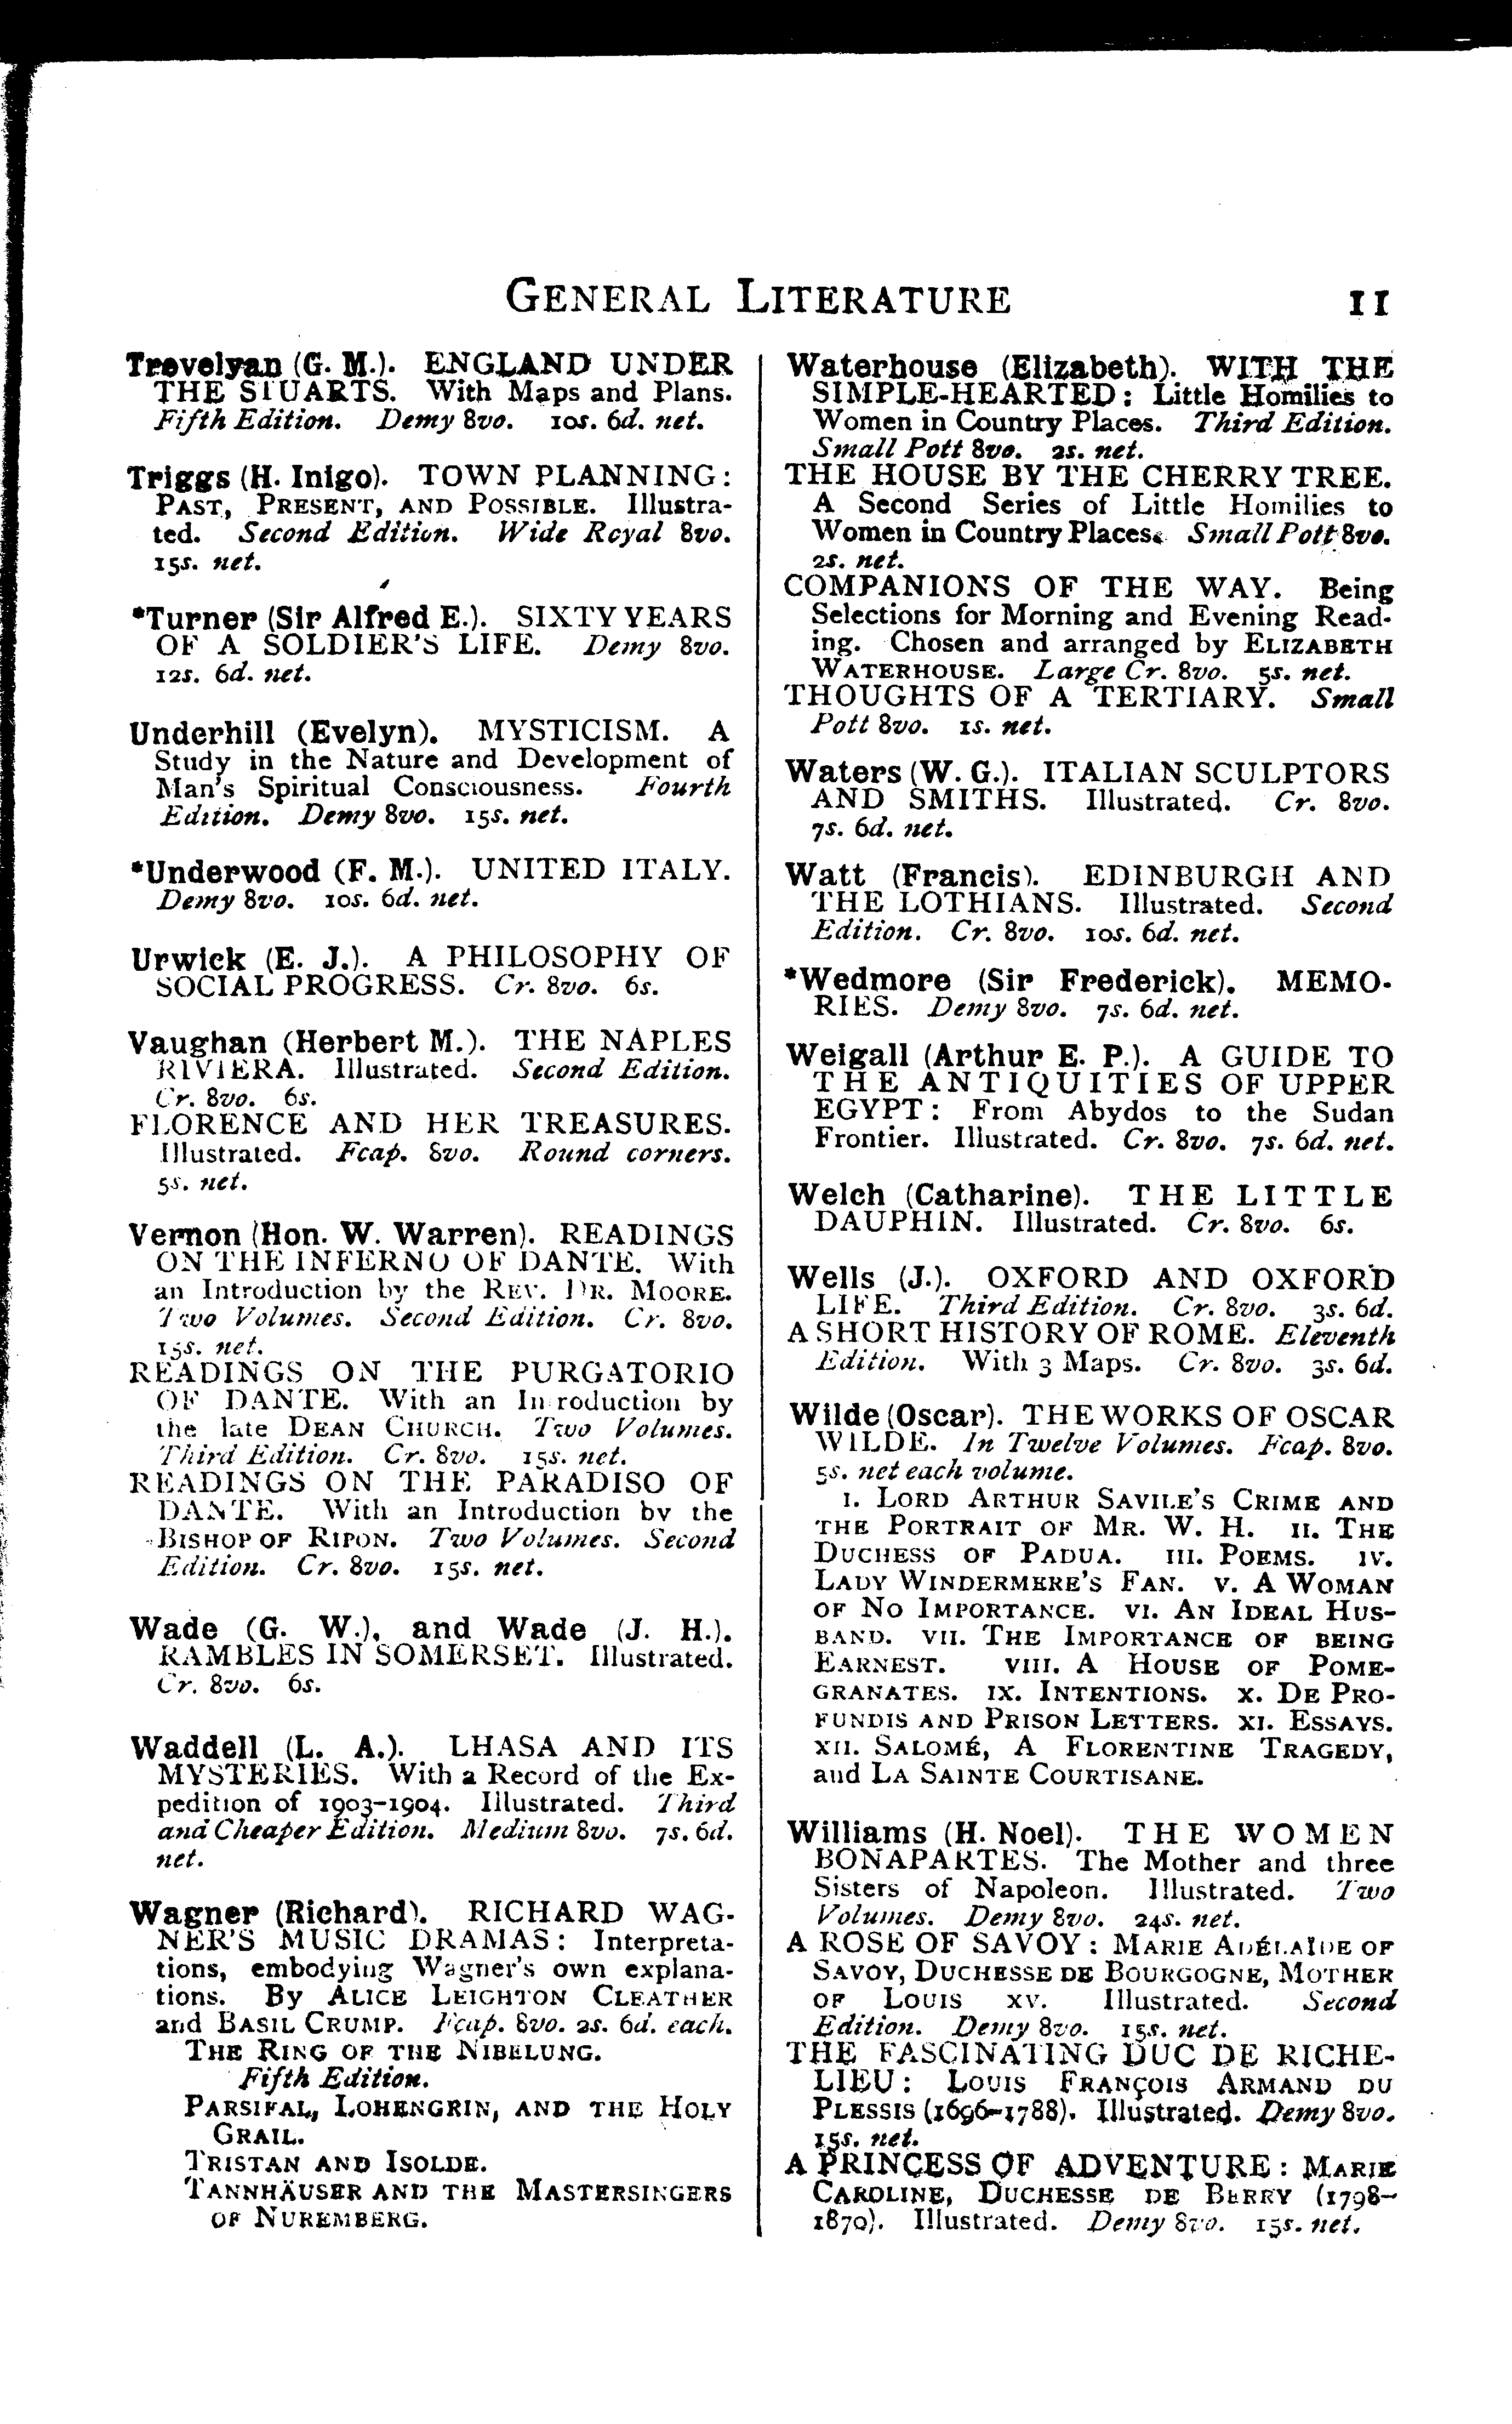 GENERAL LITERATURE 11
Trevelyan (G. M.). ENGLAND UNDER
THE STUARTS. With Maps and Plans.
Fifth Edition. Demy 8vo. 10s. 6d. net.
Triggs (H. Inigo). TOWN PLANNING:
PAST, PRESENT, AND POSSIBLE. Illustra-
ted. Second Edition. Wide Royal 8vo.
15s. net.
*Turner (Sir Alfred E.). SIXTY YEARS
OF A SOLDIER'S LIFE. Demy 8vo.
12s. 6d. net.
Underhill (Evelyn). MYSTICISM. A
Study in the Nature and Development of
Man's Spiritual Consciousness. Fourth
Edition. Demy 8vo. 15s. net.
*Underwood (F. M.). UNITED ITALY.
Demy 8vo. 10s. 6d. net.
Urwick (E. J.). A PHILOSOPHY OF
SOCIAL PROGRESS. Cr. 8vo. 6s.
Vaughan (Herbert M.). THE NAPLES
RIVIERA. Illustrated. Second Edition.
Cr. 8vo. 6s.
FLORENCE AND HER TREASURES.
Illustrated. Fcap. 8vo. Round corners.
5s. net.
Vernon (Hon. W. Warren). READINGS
ON THE INFERNO OF DANTE. With
an Introduction by the REV. DR. MOORE.
Two Volumes. Second Edition. Cr. 8vo.
15s. net.
READINGS ON THE PURGATORIO
OF DANTE. With an Introduction by
the late DEAN CHURCH. Two Volumes.
Third Edition. Cr. 8vo. 15s. net.
READINGS ON THE PARADISO OF
DANTE. With an Introduction by the
BISHOP OF RIPON. Two Volumes. Second
Edition. Cr. 8vo. 15s. net.
Wade (G. W.), and Wade (J. H.).
RAMBLES IN SOMERSET. Illustrated.
Cr. 8vo. 6s.
Waddell (L. A.). LHASA AND ITS
MYSTERIES. With a Record of the Ex-
pedition of 1903-1904. Illustrated. Third
and Cheaper Edition. Medium 8vo. 7s. 6d.
net.
Wagner (Richard). RICHARD WAG-
NER'S MUSIC DRAMAS: Interpreta-
tions, embodying Wagner's own explana-
tions. By ALICE LEIGHTON CLEATHER
and BASIL CRUMP. Fcap. 8vo. 2s. 6d. each.
THE RING OF THE NIBELUNG.
Fifth Edition.
PARSIFAL, LOHENGRIN, AND THE HOLY
GRAIL.
TRISTAN AND ISOLDE.
TANNHÄUSER AND THE MASTERSINGERS
OF NUREMBERG.
Waterhouse (Elizabeth). WITH THE
SIMPLE-HEARTED: Little Homilies to
Women in Country Places. Third Edition.
Small Pott 8vo. 2s. net.
THE HOUSE BY THE CHERRY TREE.
A Second Series of Little Homilies to
Women in Country Places. Small Pott 8vo.
2s. net.
COMPANIONS OF THE WAY. Being
Selections for Morning and Evening Read-
ing. Chosen and arranged by ELIZABETH
WATERHOUSE. Large Cr. 8vo. 5s. net.
THOUGHTS OF A TERTIARY. Small
Pott 8vo. 1s. net.
Waters (W. G.). ITALIAN SCULPTORS
AND SMITHS. Illustrated. Cr. 8vo.
7s. 6d. net.
Watt (Francis). EDINBURGH AND
THE LOTHIANS. Illustrated. Second
Edition. Cr. 8vo. 10s. 6d. net.
*Wedmore (Sir Frederick). MEMO-
RIES. Demy 8vo. 7s. 6d. net.
Weigall (Arthur E. P.). A GUIDE TO
THE ANTIQUITIES OF UPPER
EGYPT: From Abydos to the Sudan
Frontier. Illustrated. Cr. 8vo. 7s. 6d. net.
Welch (Catharine). THE LITTLE
DAUPHIN. Illustrated. Cr. 8vo. 6s.
Wells (J.). OXFORD AND OXFORD
LIFE. Third Edition. Cr. 8vo. 3s. 6d.
A SHORT HISTORY OF ROME. Eleventh
Edition. With 3 Maps. Cr. 8vo. 3s. 6d.
Wilde (Oscar). THE WORKS OF OSCAR
WILDE. In Twelve Volumes. Fcap. 8vo.
5s. net each volume.
I. LORD ARTHUR SAVILE'S CRIME AND
THE PORTRAIT OF MR. W. H. II. THE
DUCHESS OF PADUA. III. POEMS. IV.
LADY WINDERMERE'S FAN. V. A WOMAN
OF NO IMPORTANCE. VI. AN IDEAL HUS-
BAND. VII. THE IMPORTANCE OF BEING
EARNEST. VIII. A HOUSE OF POME-
GRANATES. IX. INTENTIONS. X. DE PRO-
FUNDIS AND PRISON LETTERS. XI. ESSAYS.
XII. SALOMÉ, A FLORENTINE TRAGEDY,
and LA SAINTE COURTISANE.
Williams (H. Noel). THE WOMEN
BONAPARTES. The Mother and three
Sisters of Napoleon. Illustrated. Two
Volumes. Demy 8vo. 24s. net.
A ROSE OF SAVOY: MARIE ADÉLAÏDE OF
SAVOY, DUCHESSE DE BOURGOGNE, MOTHER
OF LOUIS XV. Illustrated. Second
Edition. Demy 8vo. 15s. net.
THE FASCINATING DUC DE RICHE-
LIEU: LOUIS FRANÇOIS ARMAND DU
PLESSIS (1696-1788). Illustrated. Demy 8vo.
15s. net.
A PRINCESS OF ADVENTURE: MARIE
CAROLINE, DUCHESSE DE BERRY (1798-
1870). Illustrated. Demy 8vo. 15s. net.